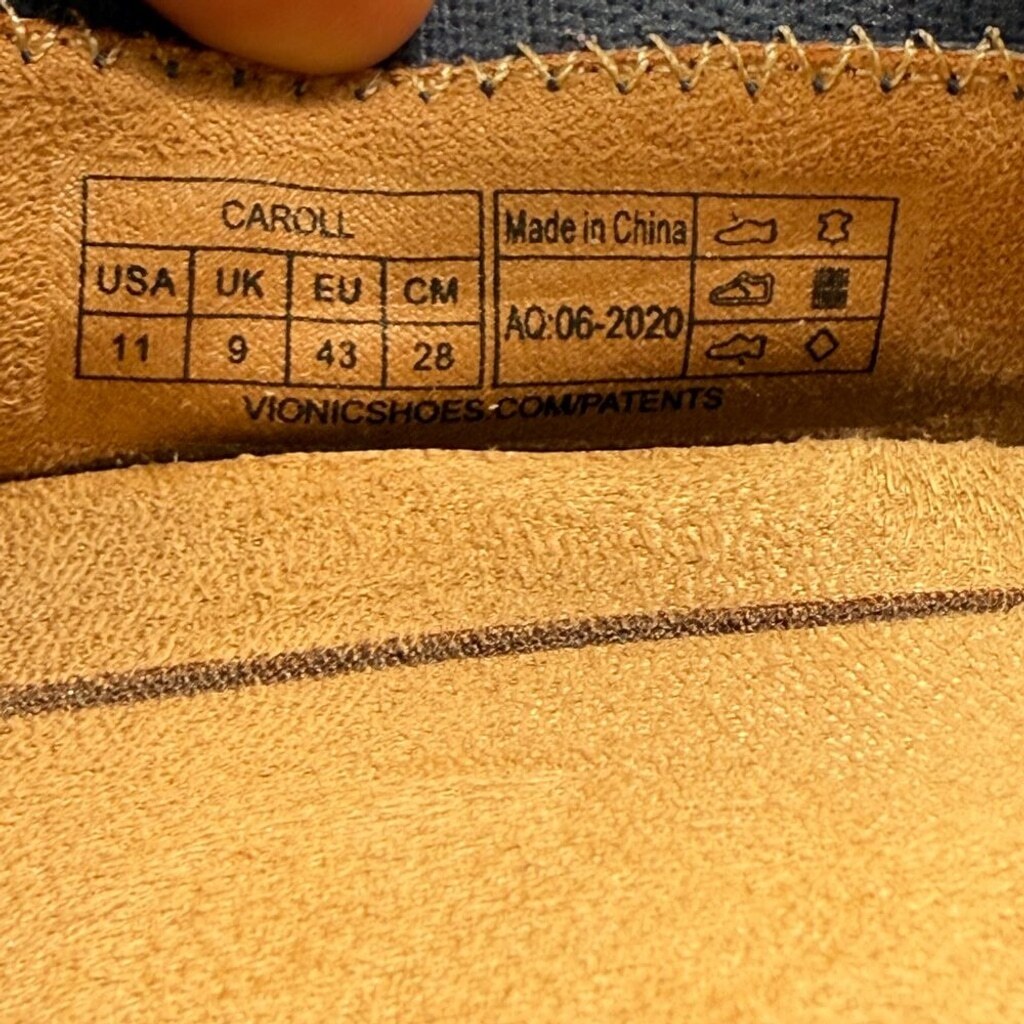 CAROLL
USA UK EU CM
11 9 43 28
Made in China
AQ:06-2020
VIONICSHOES.COM/PATENTS